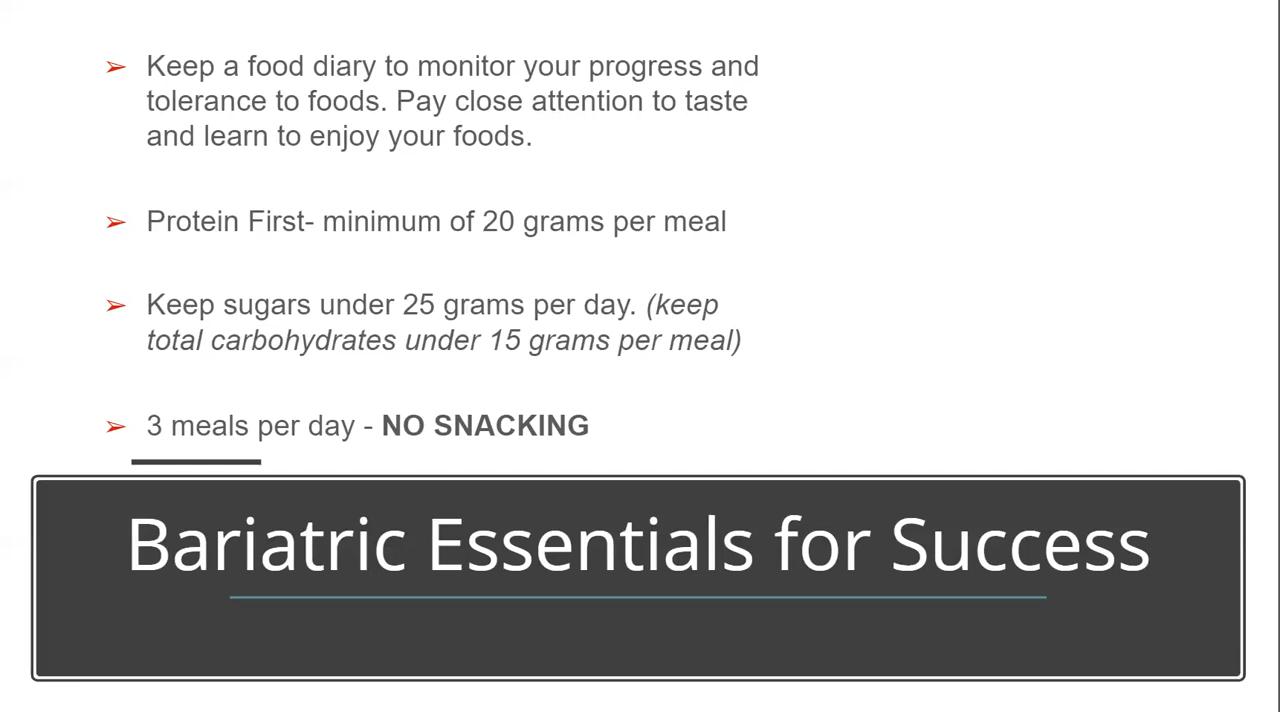 ➢ Keep a food diary to monitor your progress and
tolerance to foods. Pay close attention to taste
and learn to enjoy your foods.
➢ Protein First- minimum of 20 grams per meal
➢ Keep sugars under 25 grams per day. (keep
total carbohydrates under 15 grams per meal)
➢ 3 meals per day - NO SNACKING
Bariatric Essentials for Success